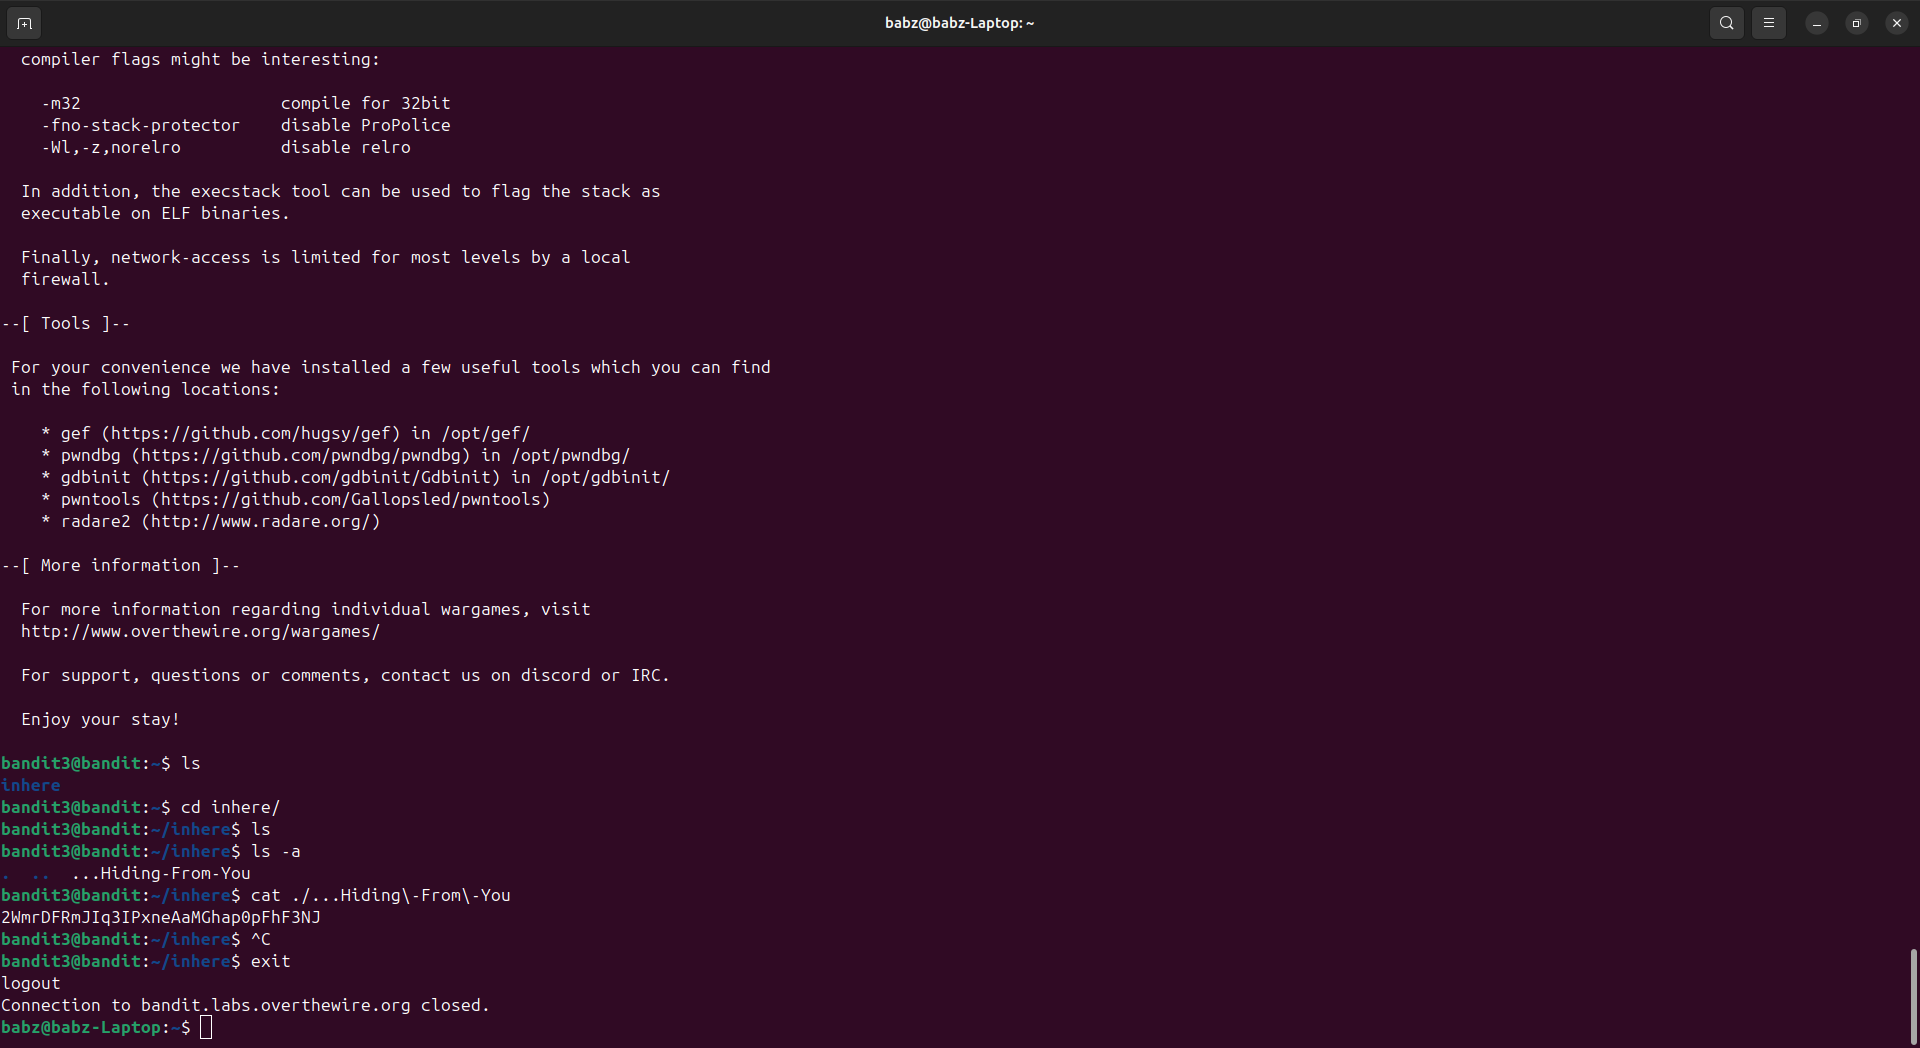 babz@babz-Laptop: ~
compiler flags might be interesting:
-m32                    compile for 32bit
-fno-stack-protector    disable ProPolice
-Wl,-z,norelro          disable relro
In addition, the execstack tool can be used to flag the stack as
executable on ELF binaries.
Finally, network-access is limited for most levels by a local
firewall.
--[ Tools ]--
For your convenience we have installed a few useful tools which you can find
in the following locations:
* gef (https://github.com/hugsy/gef) in /opt/gef/
* pwndbg (https://github.com/pwndbg/pwndbg) in /opt/pwndbg/
* gdbinit (https://github.com/gdbinit/Gdbinit) in /opt/gdbinit/
* pwntools (https://github.com/Gallopsled/pwntools)
* radare2 (http://www.radare.org/)
--[ More information ]--
For more information regarding individual wargames, visit
http://www.overthewire.org/wargames/
For support, questions or comments, contact us on discord or IRC.
Enjoy your stay!
bandit3@bandit:~$ ls
inhere
bandit3@bandit:~$ cd inhere/
bandit3@bandit:~/inhere$ ls
bandit3@bandit:~/inhere$ ls -a
.  ..  ...Hiding-From-You
bandit3@bandit:~/inhere$ cat ./...Hiding\-From\-You
2WmrDFRmJIq3IPxneAaMGhap0pFhF3NJ
bandit3@bandit:~/inhere$ ^C
bandit3@bandit:~/inhere$ exit
logout
Connection to bandit.labs.overthewire.org closed.
babz@babz-Laptop:~$